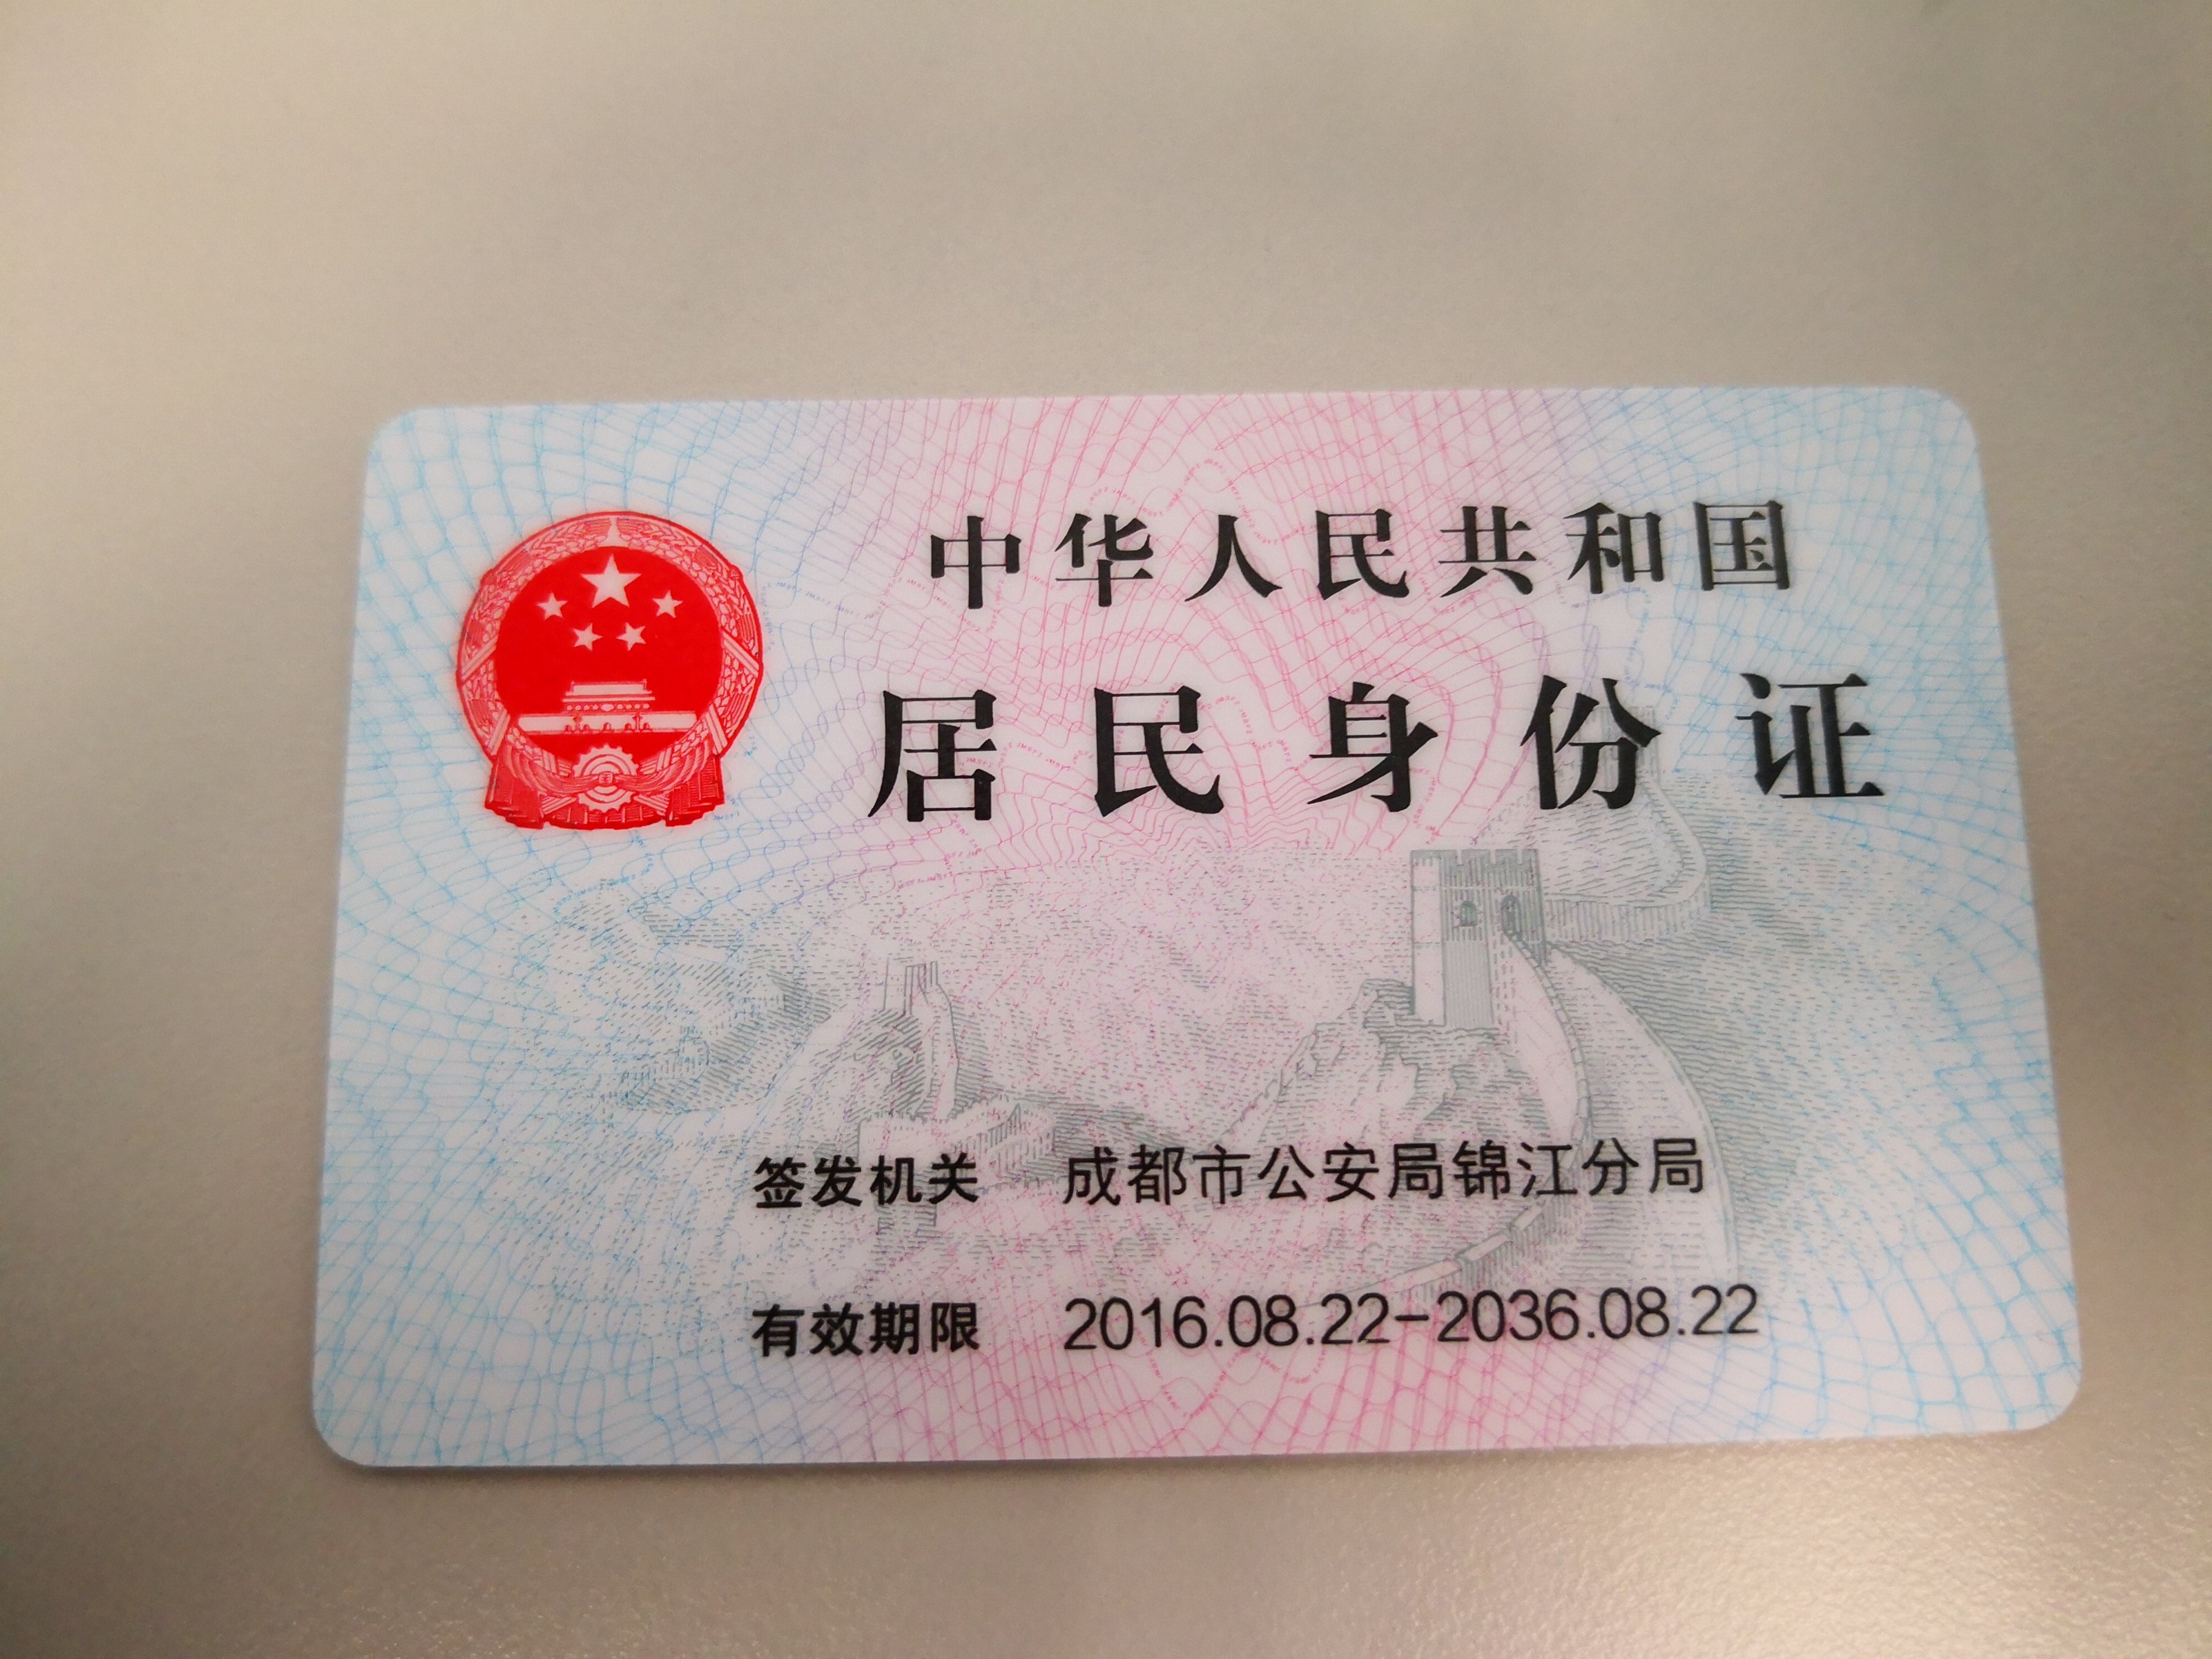 中华人民共和国
居民身份证
签发机关 成都市公安局锦江分局
有效期限 2016.08.22-2036.08.22